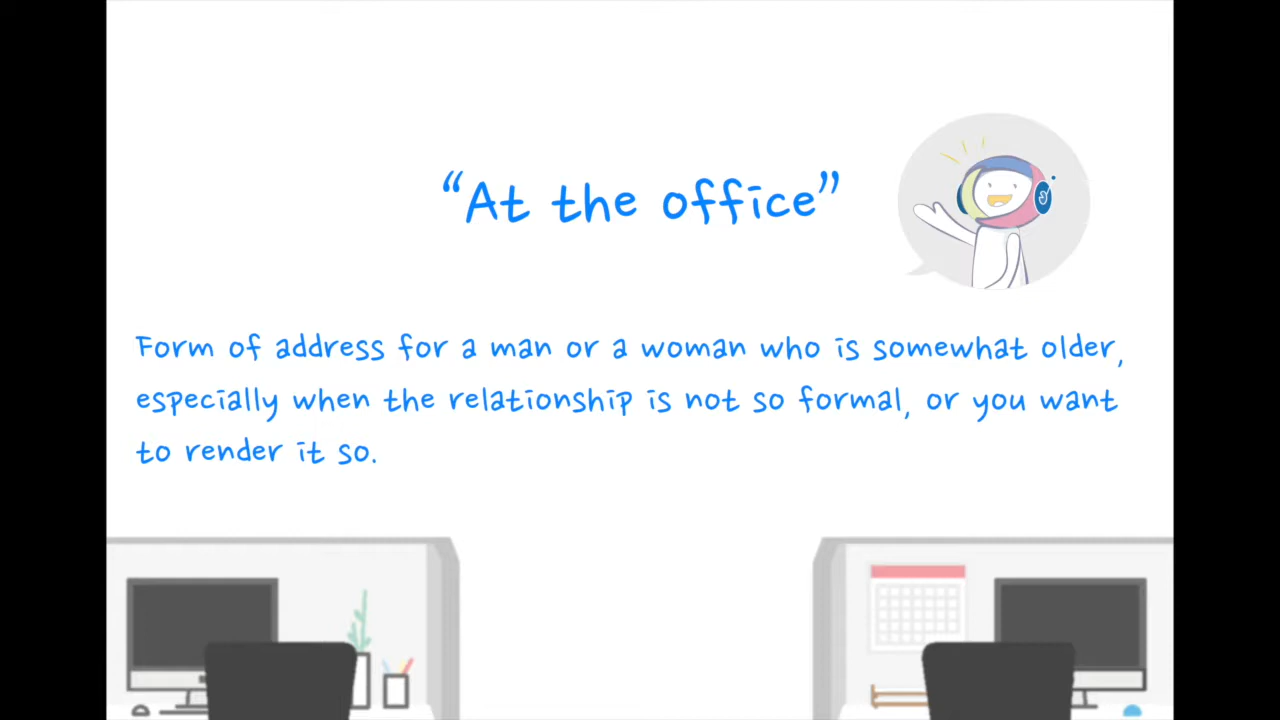 “At the office”
Form of address for a man or a woman who is somewhat older,
especially when the relationship is not so formal, or you want
to render it so.